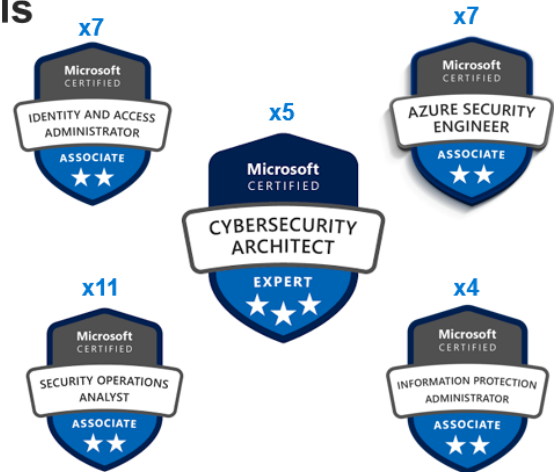 ls
x7
Microsoft
CERTIFIED
IDENTITY AND ACCESS
ADMINISTRATOR
ASSOCIATE
x7
Microsoft
CERTIFIED
AZURE SECURITY
ENGINEER
ASSOCIATE
x5
Microsoft
CERTIFIED
CYBERSECURITY
ARCHITECT
EXPERT
x11
Microsoft
CERTIFIED
SECURITY OPERATIONS
ANALYST
ASSOCIATE
x4
Microsoft
CERTIFIED
INFORMATION PROTECTION
ADMINISTRATOR
ASSOCIATE